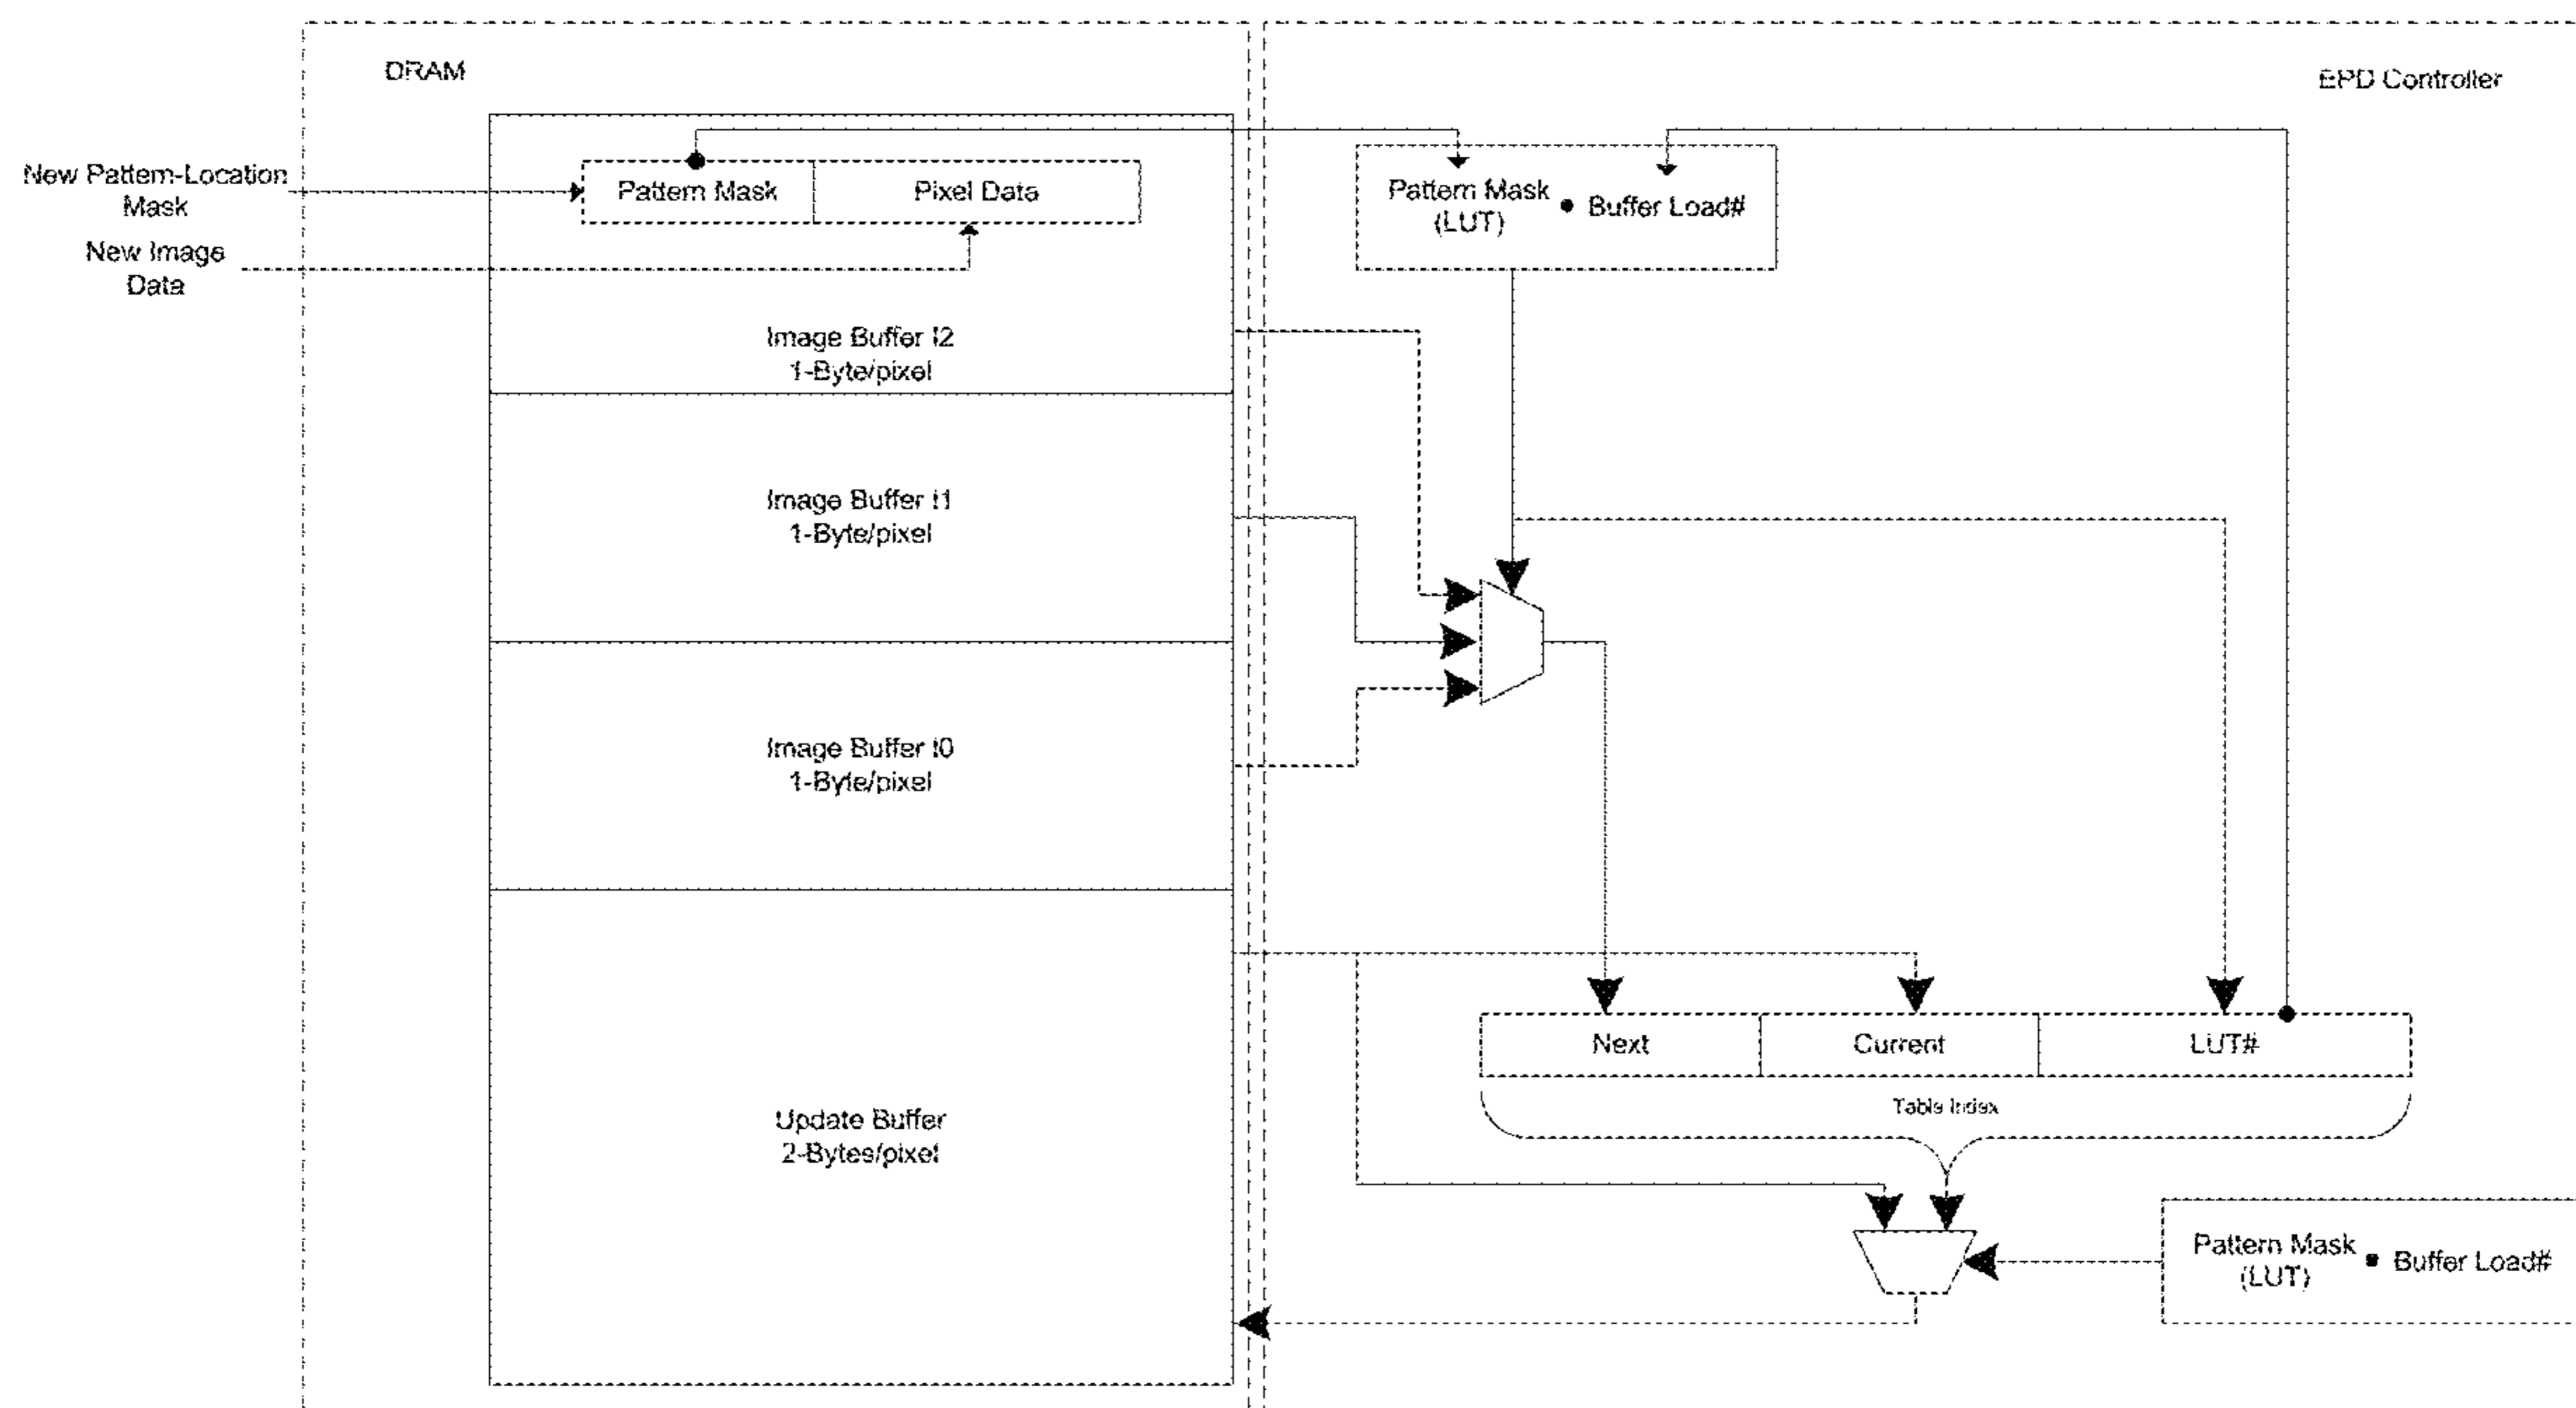 DRAM
EPD Controller
New Pattern-Location
Mask
Pattern Mask
Pixel Data
New Image
Data
Pattern Mask
(LUT)
• Buffer Load#
Image Buffer I2
1-Byte/pixel
Image Buffer I1
1-Byte/pixel
Image Buffer I0
1-Byte/pixel
Next
Current
LUT#
Table Index
Update Buffer
2-Bytes/pixel
Pattern Mask
(LUT)
• Buffer Load#